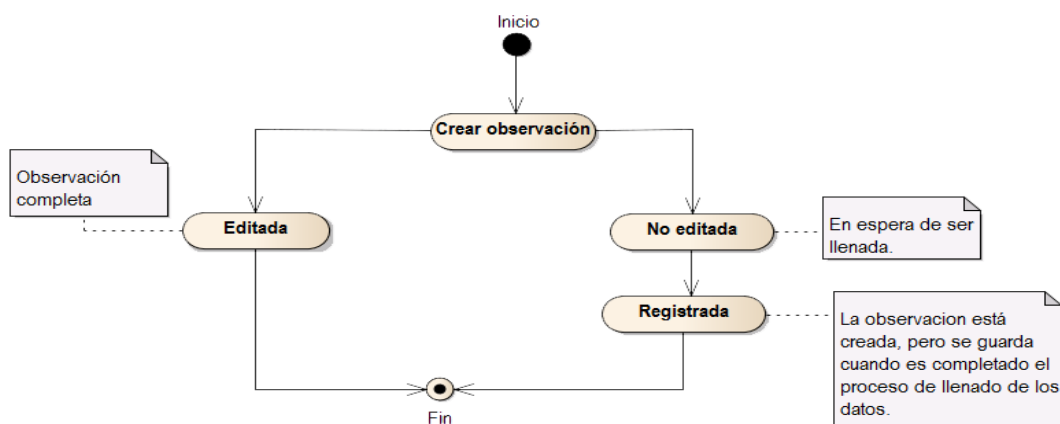 Inicio
Crear observación
Observación
completa
Editada
No editada
En espera de ser
llenada.
Registrada
La observacion está
creada, pero se guarda
cuando es completado el
proceso de llenado de los
datos.
Fin